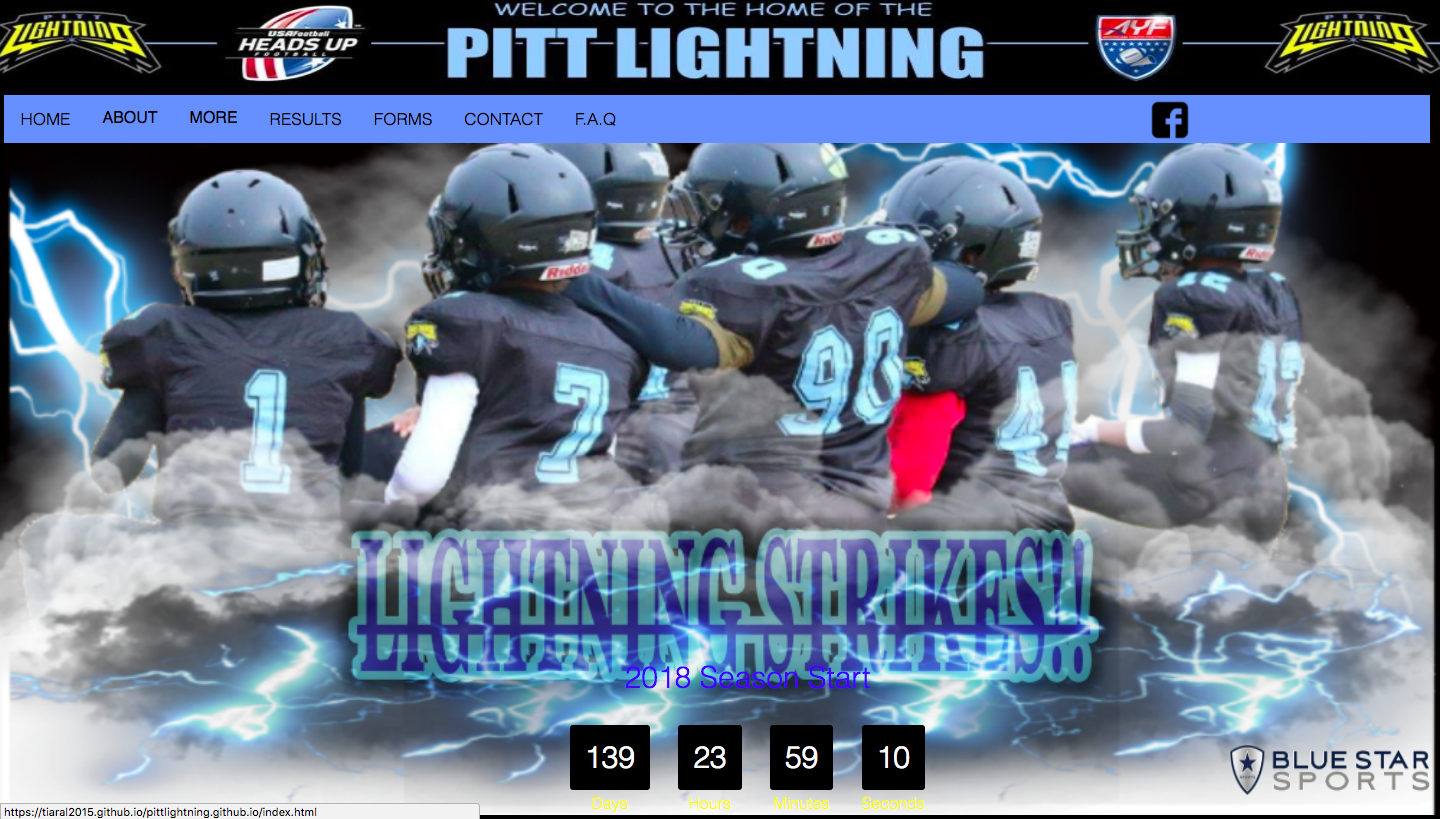 WELCOME TO THE HOME OF THE
PITT LIGHTNING
PITT
LIGHTNING
USAFootball
HEADS UP
FOOTBALL
AYF
PITT
LIGHTNING
HOME ABOUT MORE RESULTS FORMS CONTACT F.A.Q
Riddell
1
7
90
4
12
LIGHTNING STRIKES!!
2018 Season Start
139 23 59 10
Days Hours Minutes Seconds
BLUE STAR
SPORTS
https://tiaral2015.github.io/pittlightning.github.io/index.html